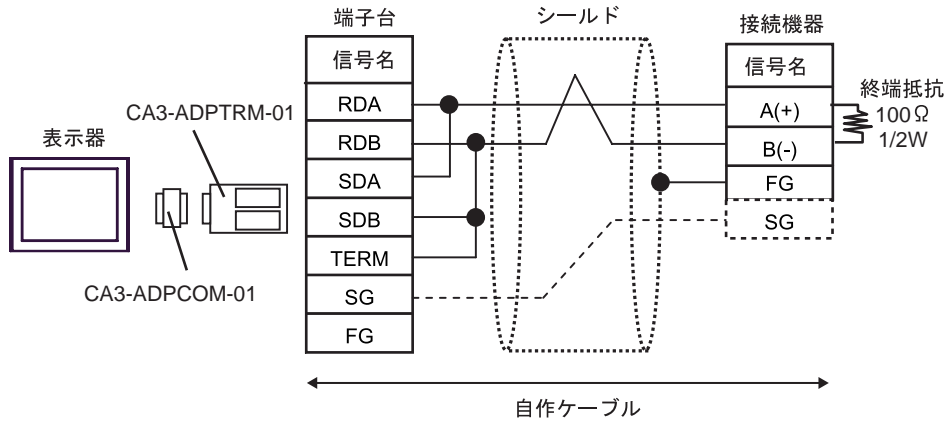 端子台
シールド
接続機器
信号名
信号名
RDA
A(+)
終端抵抗
100Ω
1/2W
CA3-ADPTRM-01
表示器
RDB
B(-)
SDA
FG
SDB
SG
TERM
CA3-ADPCOM-01
SG
FG
自作ケーブル